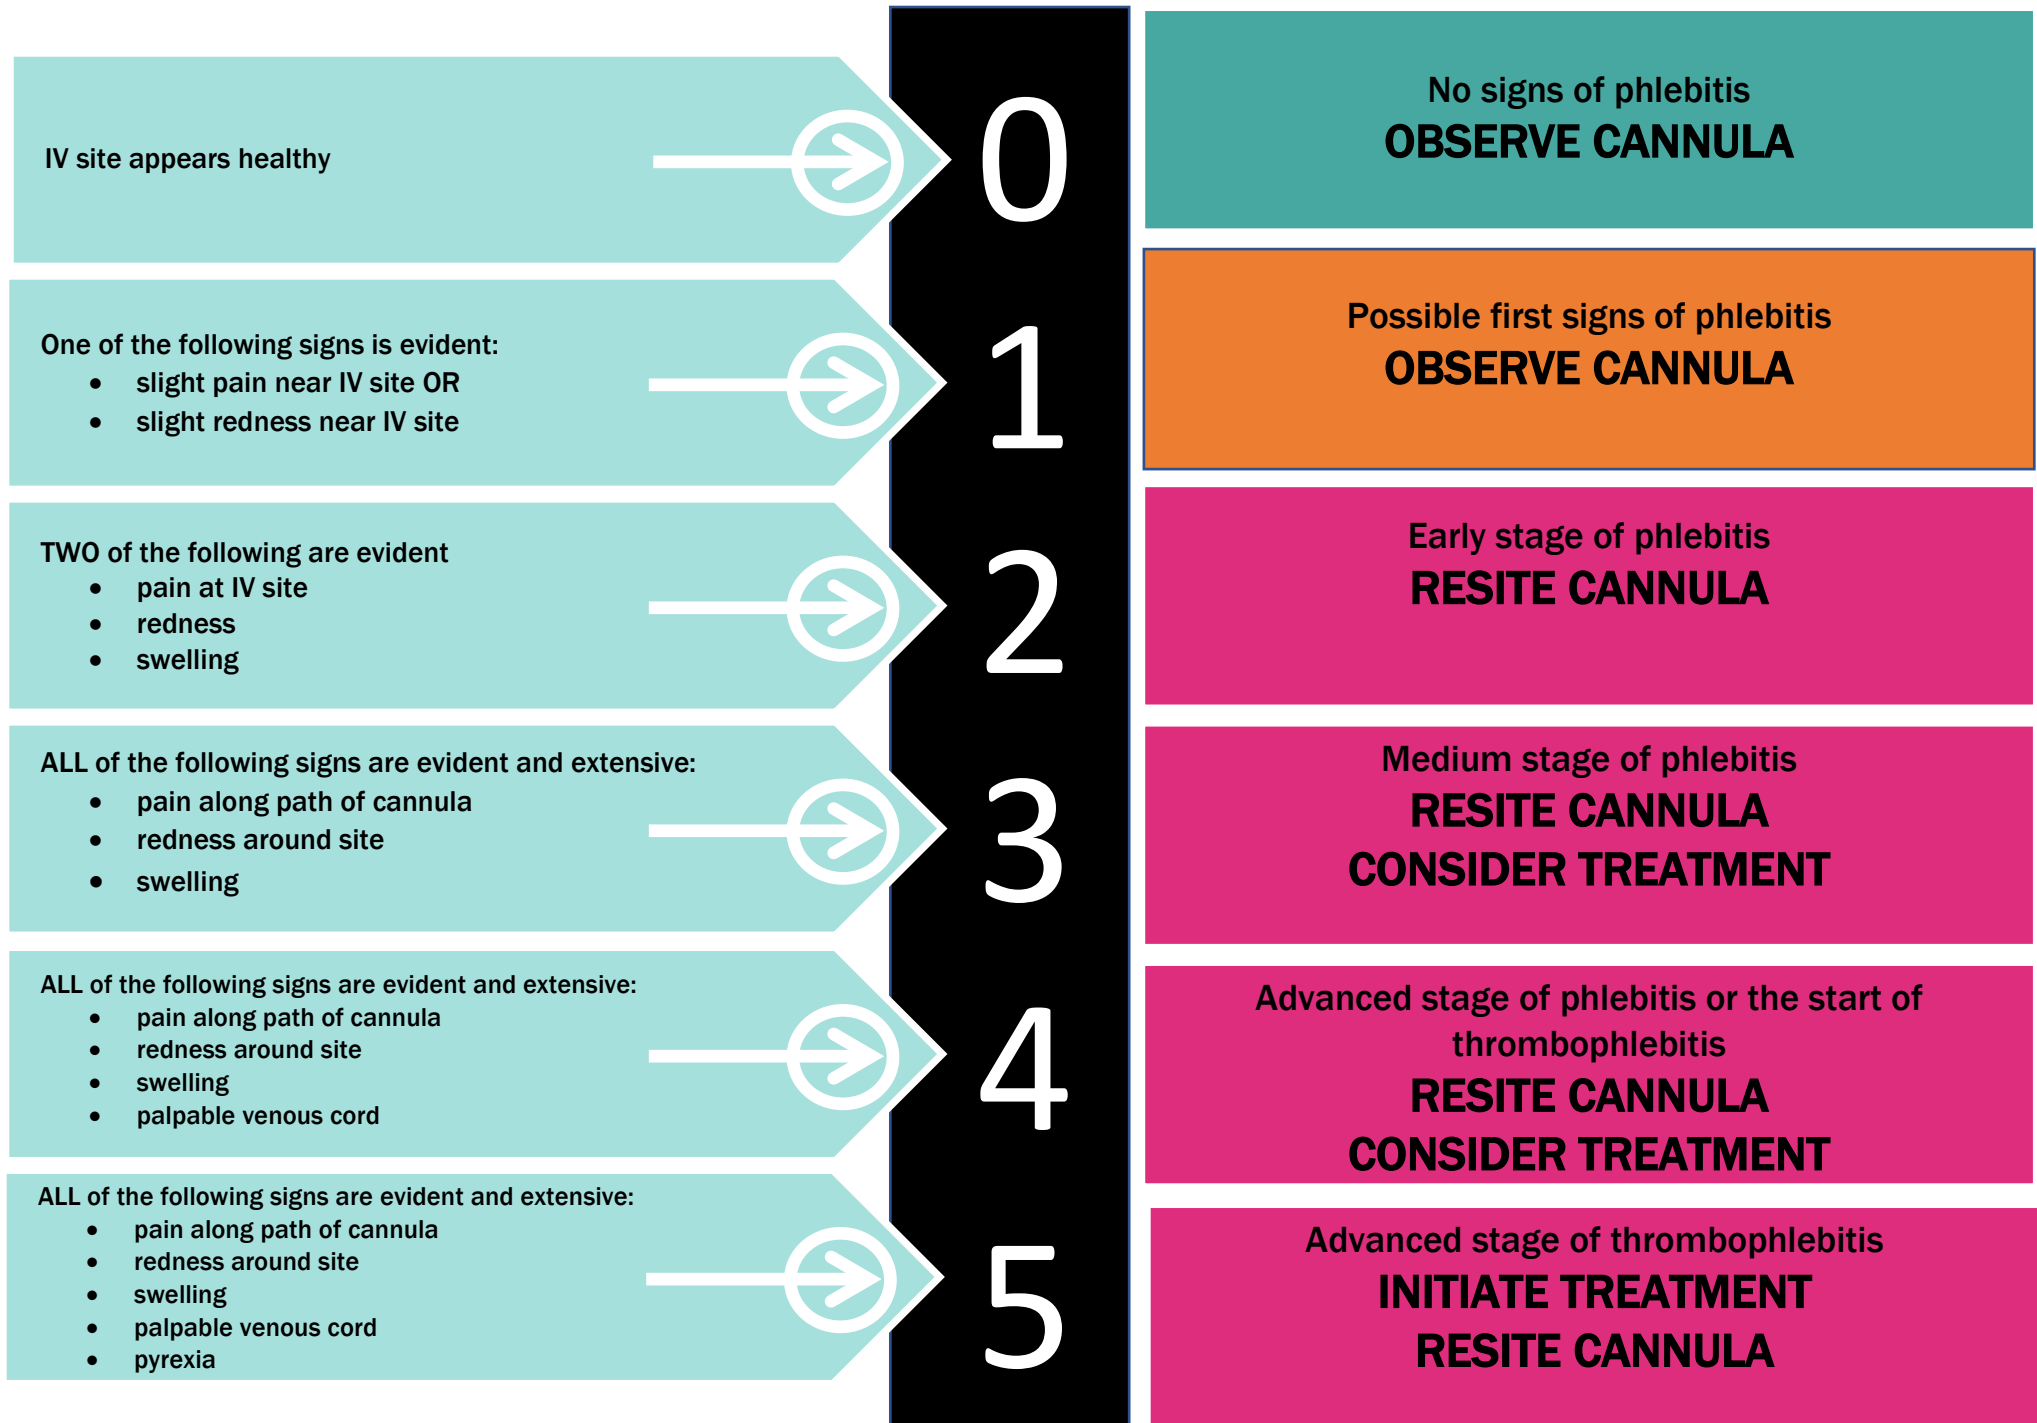 IV site appears healthy
0
No signs of phlebitis
OBSERVE CANNULA
One of the following signs is evident:
• slight pain near IV site OR
• slight redness near IV site
1
Possible first signs of phlebitis
OBSERVE CANNULA
TWO of the following are evident
• pain at IV site
• redness
• swelling
2
Early stage of phlebitis
RESITE CANNULA
ALL of the following signs are evident and extensive:
• pain along path of cannula
• redness around site
• swelling
3
Medium stage of phlebitis
RESITE CANNULA
CONSIDER TREATMENT
ALL of the following signs are evident and extensive:
• pain along path of cannula
• redness around site
• swelling
• palpable venous cord
4
Advanced stage of phlebitis or the start of
thrombophlebitis
RESITE CANNULA
CONSIDER TREATMENT
ALL of the following signs are evident and extensive:
• pain along path of cannula
• redness around site
• swelling
• palpable venous cord
• pyrexia
5
Advanced stage of thrombophlebitis
INITIATE TREATMENT
RESITE CANNULA